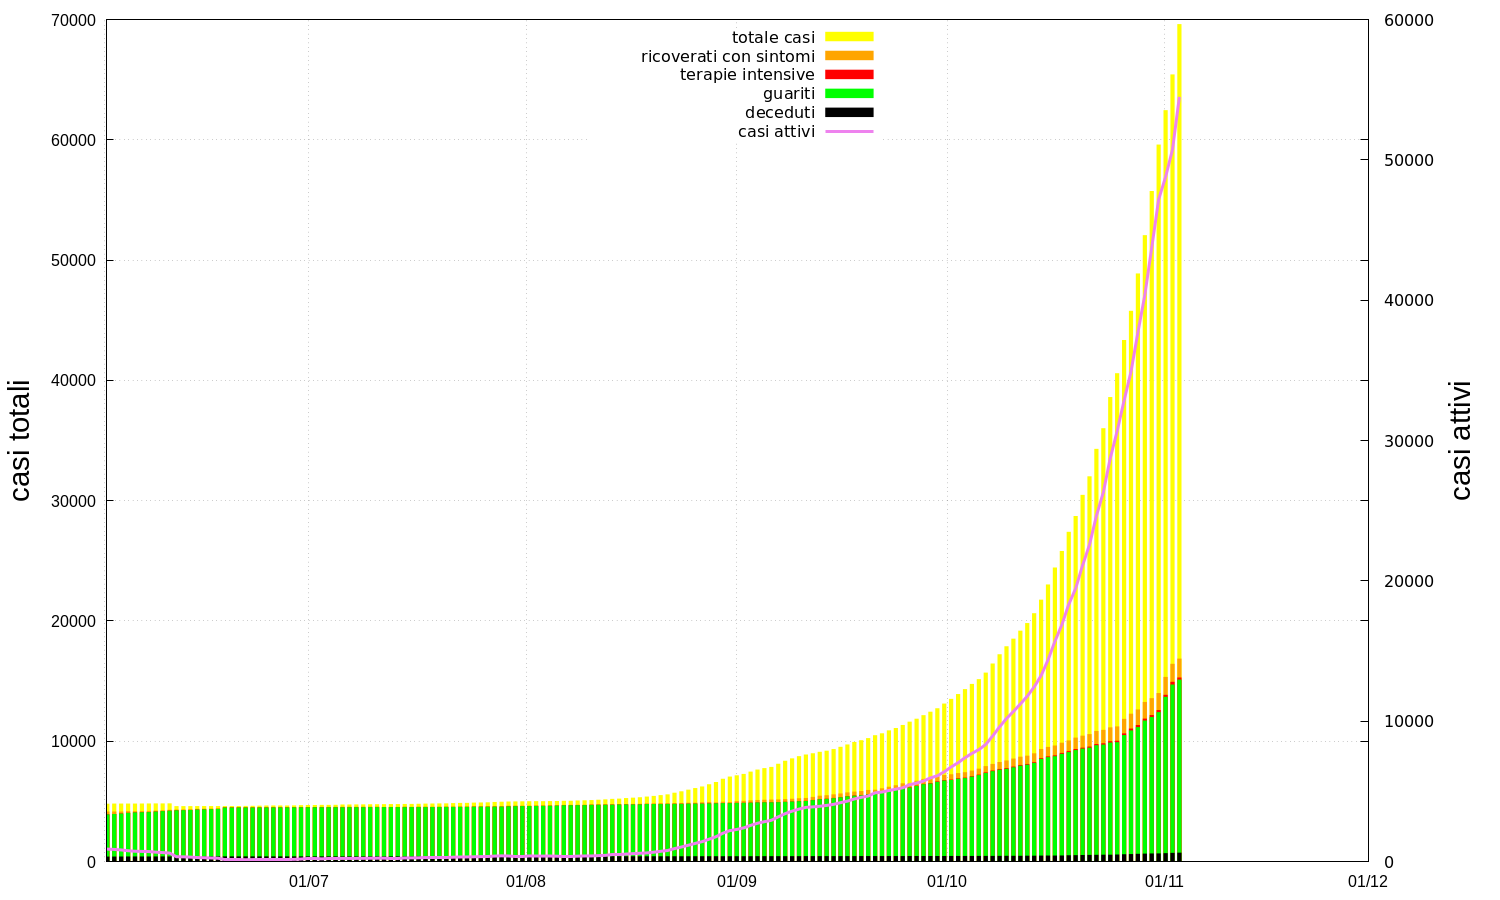 totale casi
ricoverati con sintomi
terapie intensive
guariti
deceduti
casi attivi
casi totali
70000
60000
50000
40000
30000
20000
10000
0
60000
50000
40000
30000
20000
10000
0
casi attivi
01/07 01/08 01/09 01/10 01/11 01/12